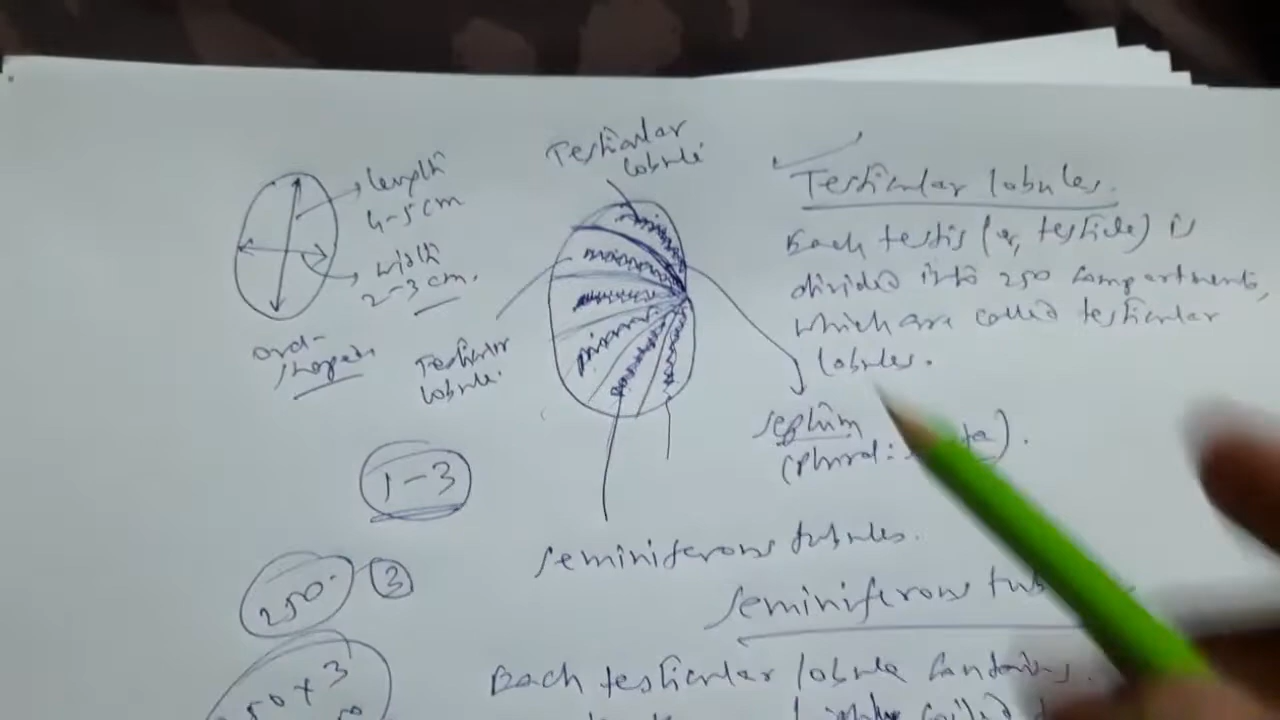 Testicular
lobule
length
4-5 cm
width
2-3 cm.
oval-
shaped
Testicular
lobule
Testicular lobules.
Each testis (or, testicle) is
divided into 250 compartments,
which are called testicular
lobules.
septum
(plural:
1-3
250
3
seminiferous tubules.
seminiferous
Each testicular lobule contains
coiled